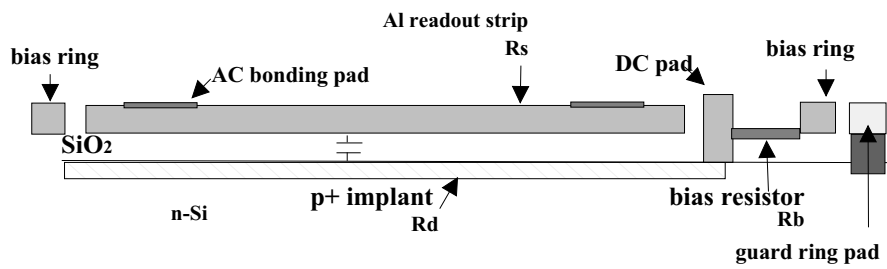 Al readout strip
Rs
bias ring
AC bonding pad
DC pad
bias ring
SiO2
p+ implant
Rd
bias resistor
Rb
n-Si
guard ring pad